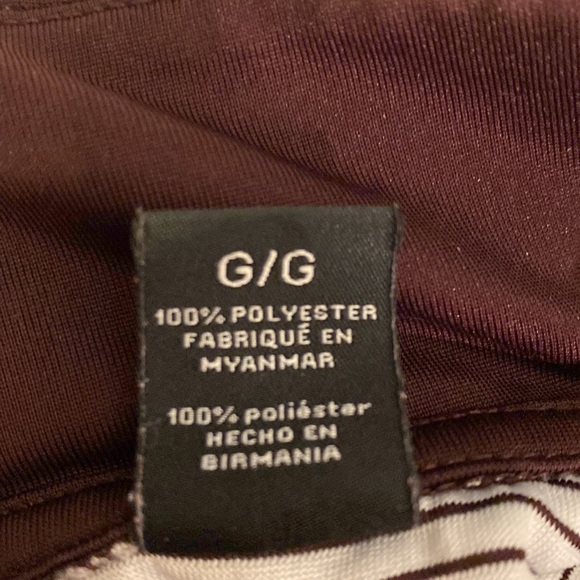 G/G
100% POLYESTER
FABRIQUÉ EN
MYANMAR
100% poliéster
HECHO EN
BIRMANIA